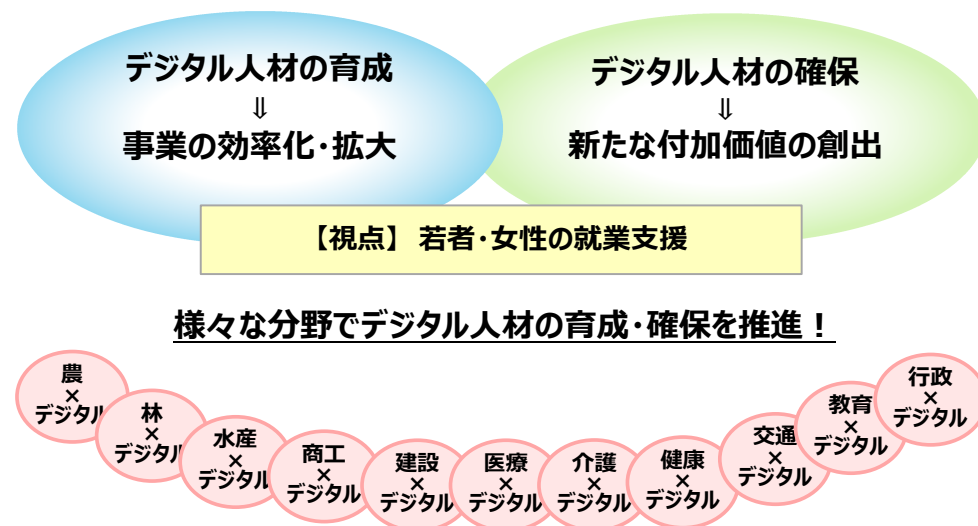 デジタル人材の育成
⇓
事業の効率化・拡大
デジタル人材の確保
⇓
新たな付加価値の創出
【視点】 若者・女性の就業支援
様々な分野でデジタル人材の育成・確保を推進！
農
×
デジタル
林
×
デジタル
水産
×
デジタル
商工
×
デジタル
建設
×
デジタル
医療
×
デジタル
介護
×
デジタル
健康
×
デジタル
交通
×
デジタル
教育
×
デジタル
行政
×
デジタル